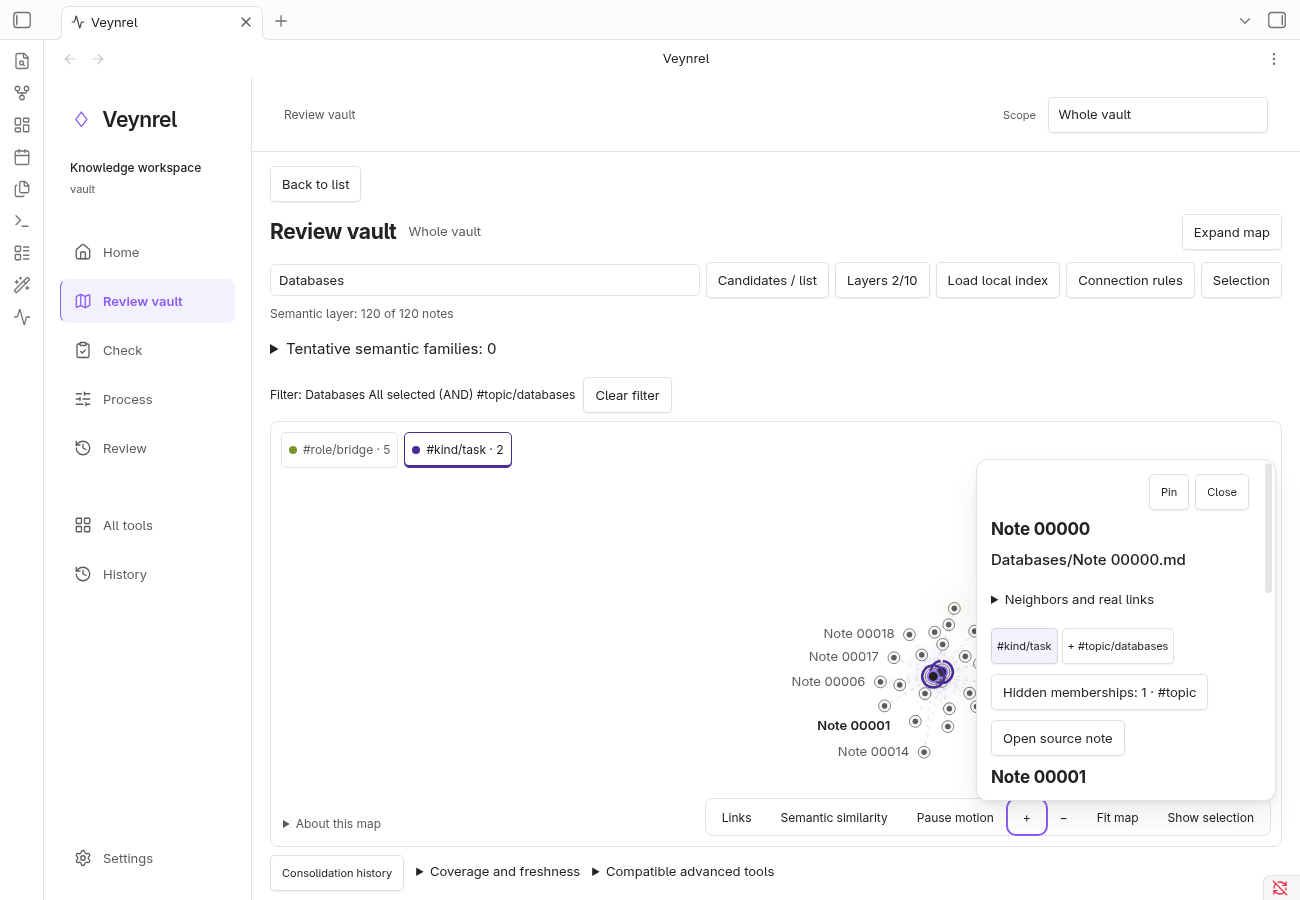 Veynrel
Veynrel
Veynrel
Knowledge workspace
vault
Home
Review vault
Check
Process
Review
All tools
History
Settings
Review vault
Scope
Whole vault
Back to list
Review vault
Whole vault
Expand map
Databases
Candidates / list
Layers 2/10
Load local index
Connection rules
Selection
Semantic layer: 120 of 120 notes
Tentative semantic families: 0
Filter: Databases All selected (AND) #topic/databases
Clear filter
#role/bridge · 5
#kind/task · 2
Note 00018
Note 00017
Note 00006
Note 00001
Note 00014
Pin
Close
Note 00000
Databases/Note 00000.md
Neighbors and real links
#kind/task
+ #topic/databases
Hidden memberships: 1 · #topic
Open source note
Note 00001
About this map
Links
Semantic similarity
Pause motion
+
−
Fit map
Show selection
Consolidation history
Coverage and freshness
Compatible advanced tools